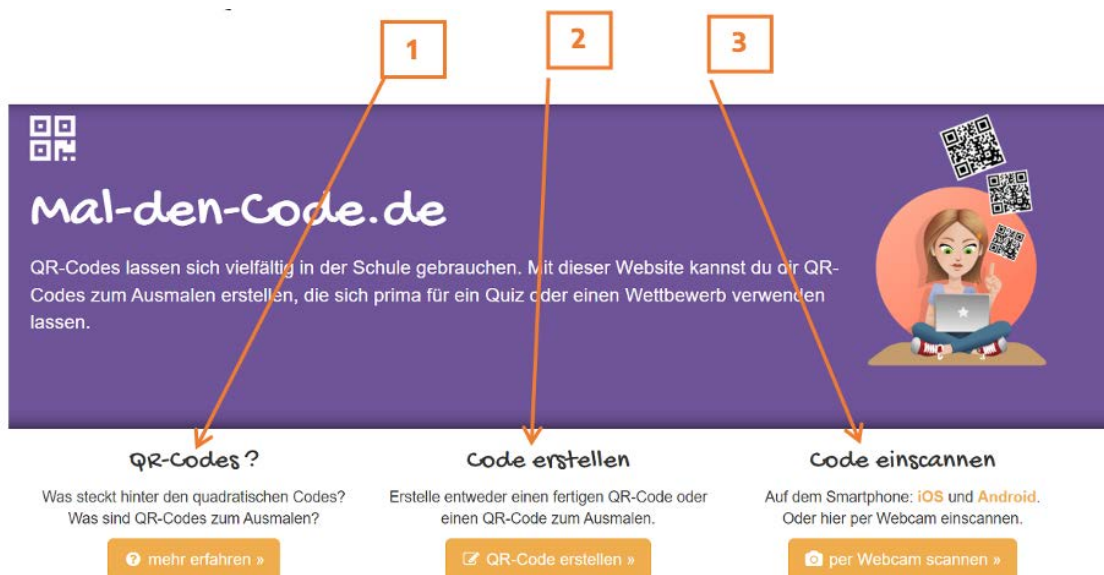 1
2
3
Mal-den-Code.de
QR-Codes lassen sich vielfältig in der Schule gebrauchen. Mit dieser Website kannst du dir QR-
Codes zum Ausmalen erstellen, die sich prima für ein Quiz oder einen Wettbewerb verwenden
lassen.
QR-Codes?
Was steckt hinter den quadratischen Codes?
Was sind QR-Codes zum Ausmalen?
mehr erfahren »
Code erstellen
Erstelle entweder einen fertigen QR-Code oder
einen QR-Code zum Ausmalen.
QR-Code erstellen »
Code einscannen
Auf dem Smartphone: iOS und Android.
Oder hier per Webcam einscannen.
per Webcam scannen »